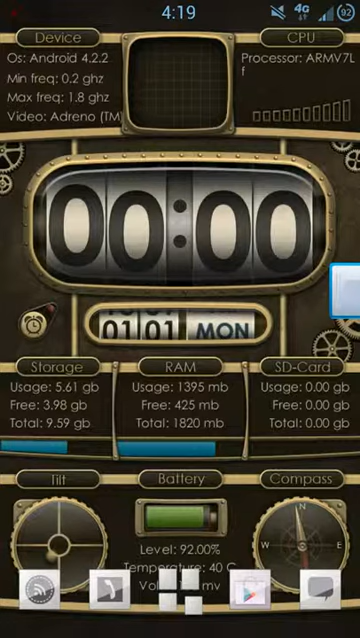 4:19 4G 92
Device CPU
Os: Android 4.2.2 Processor: ARMV7L
Min freq: 0.2 ghz f
Max freq: 1.8 ghz
Video: Adreno (TM)
00:00
01 01 MON
Storage RAM SD-Card
Usage: 5.61 gb Usage: 1395 mb Usage: 0.00 gb
Free: 3.98 gb Free: 425 mb Free: 0.00 gb
Total: 9.59 gb Total: 1820 mb Total: 0.00 gb
Tilt Battery Compass
N
W E
Level: 92.00%
Temperature: 40 C
mv